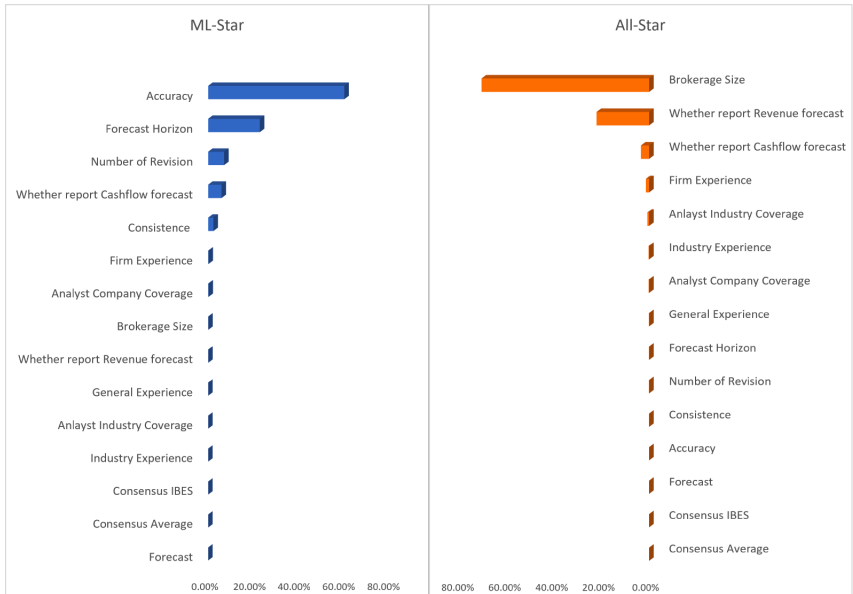 ML-Star
Accuracy
Forecast Horizon
Number of Revision
Whether report Cashflow forecast
Consistence
Firm Experience
Analyst Company Coverage
Brokerage Size
Whether report Revenue forecast
General Experience
Anlayst Industry Coverage
Industry Experience
Consensus IBES
Consensus Average
Forecast
0.00% 20.00% 40.00% 60.00% 80.00%
All-Star
Brokerage Size
Whether report Revenue forecast
Whether report Cashflow forecast
Firm Experience
Anlayst Industry Coverage
Industry Experience
Analyst Company Coverage
General Experience
Forecast Horizon
Number of Revision
Consistence
Accuracy
Forecast
Consensus IBES
Consensus Average
80.00% 60.00% 40.00% 20.00% 0.00%